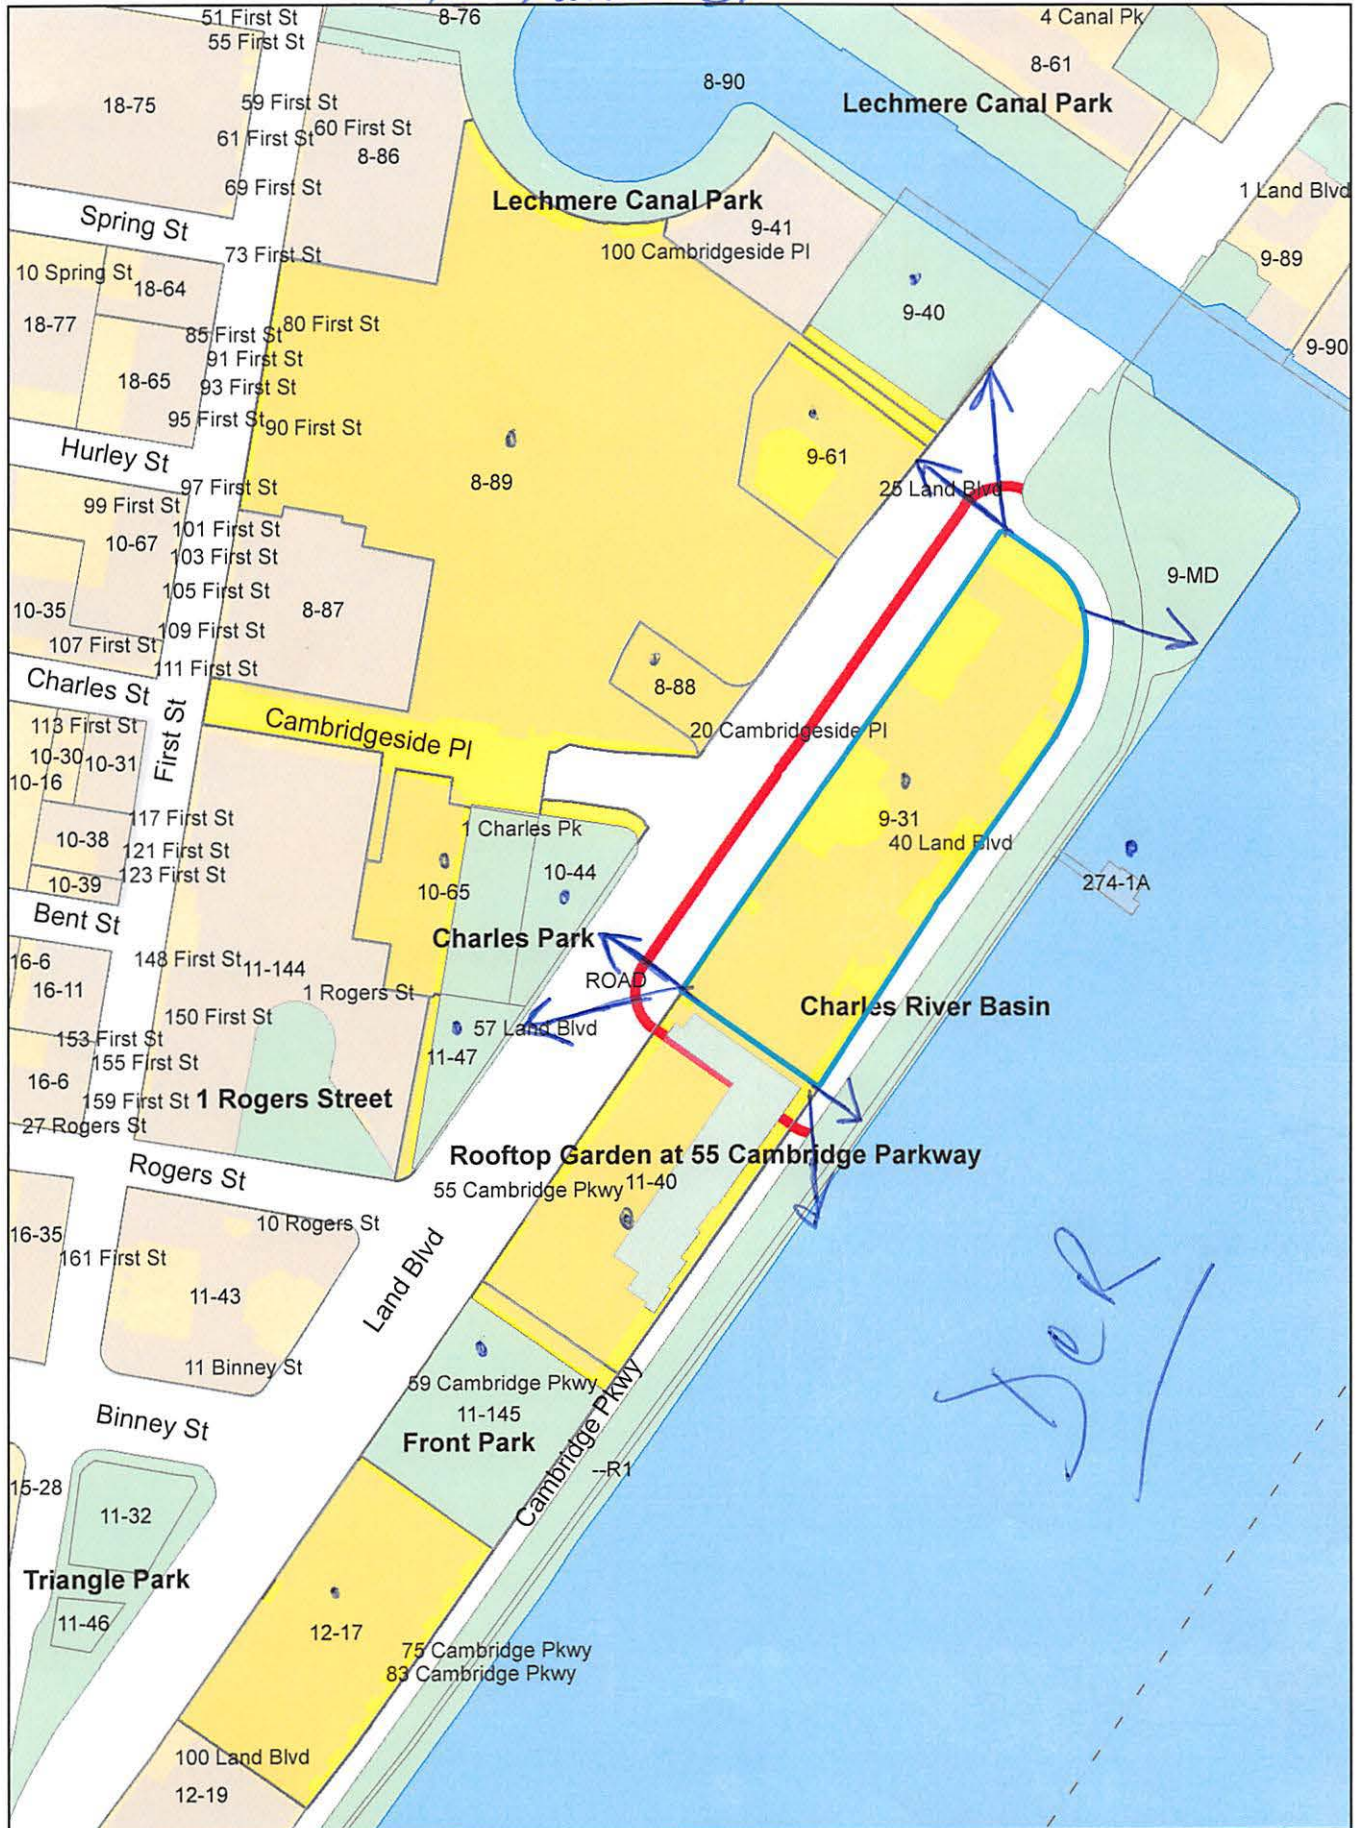 51 First St
8-76
4 Canal Pk
55 First St
8-61
8-90
18-75
59 First St
Lechmere Canal Park
60 First St
61 First St
8-86
69 First St
1 Land Blvd
Lechmere Canal Park
Spring St
9-41
100 Cambridgeside Pl
73 First St
9-89
10 Spring St
18-64
9-40
18-77
80 First St
85 First St
9-90
91 First St
18-65
93 First St
95 First St
90 First St
Hurley St
9-61
8-89
97 First St
25 Land Blvd
99 First St
101 First St
10-67
103 First St
9-MD
105 First St
10-35
8-87
109 First St
107 First St
111 First St
Charles St
8-88
Cambridgeside Pl
113 First St
20 Cambridgeside Pl
First St
10-30
10-31
10-16
117 First St
9-31
1 Charles Pk
10-38
40 Land Blvd
121 First St
10-44
123 First St
10-39
10-65
274-1A
Bent St
Charles Park
148 First St
11-144
16-6
ROAD
16-11
1 Rogers St
Charles River Basin
150 First St
57 Land Blvd
153 First St
11-47
155 First St
16-6
159 First St
1 Rogers Street
27 Rogers St
Rooftop Garden at 55 Cambridge Parkway
Rogers St
55 Cambridge Pkwy
11-40
10 Rogers St
16-35
161 First St
Land Blvd
11-43
11 Binney St
59 Cambridge Pkwy
11-145
Binney St
Front Park
Cambridge Pkwy
--R1
15-28
11-32
Triangle Park
11-46
12-17
75 Cambridge Pkwy
83 Cambridge Pkwy
100 Land Blvd
12-19